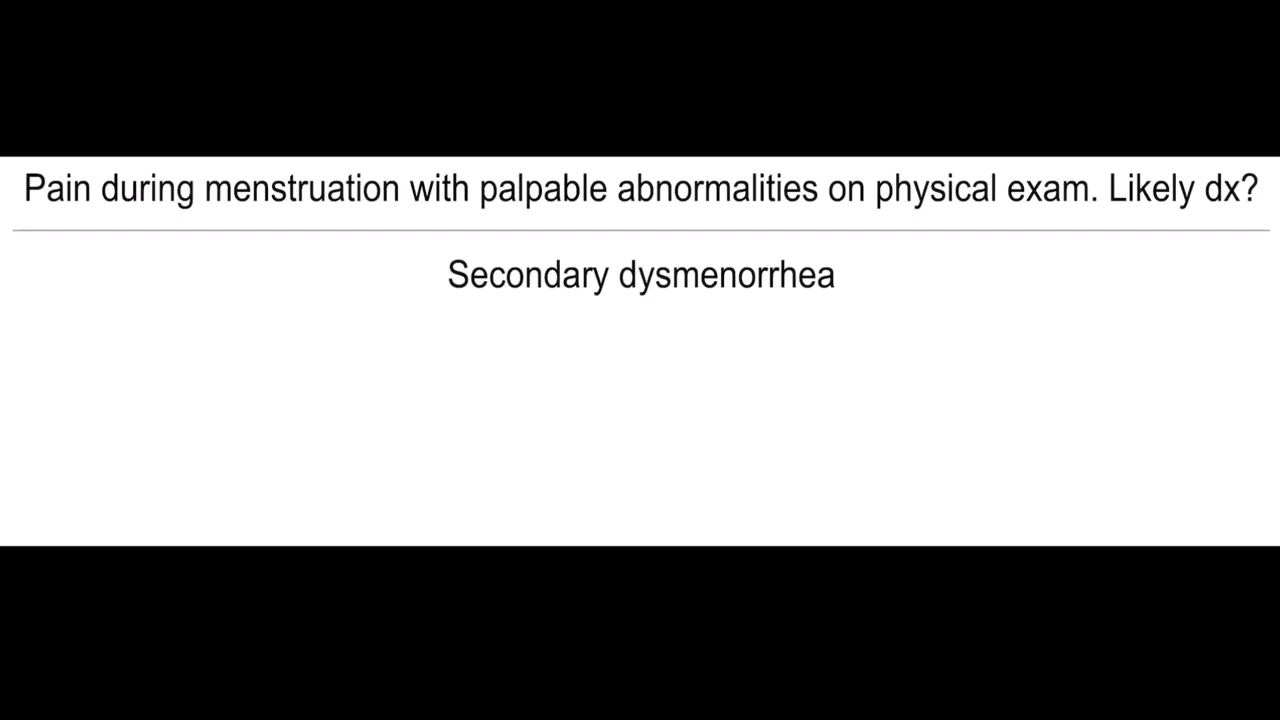 Pain during menstruation with palpable abnormalities on physical exam. Likely dx?
Secondary dysmenorrhea